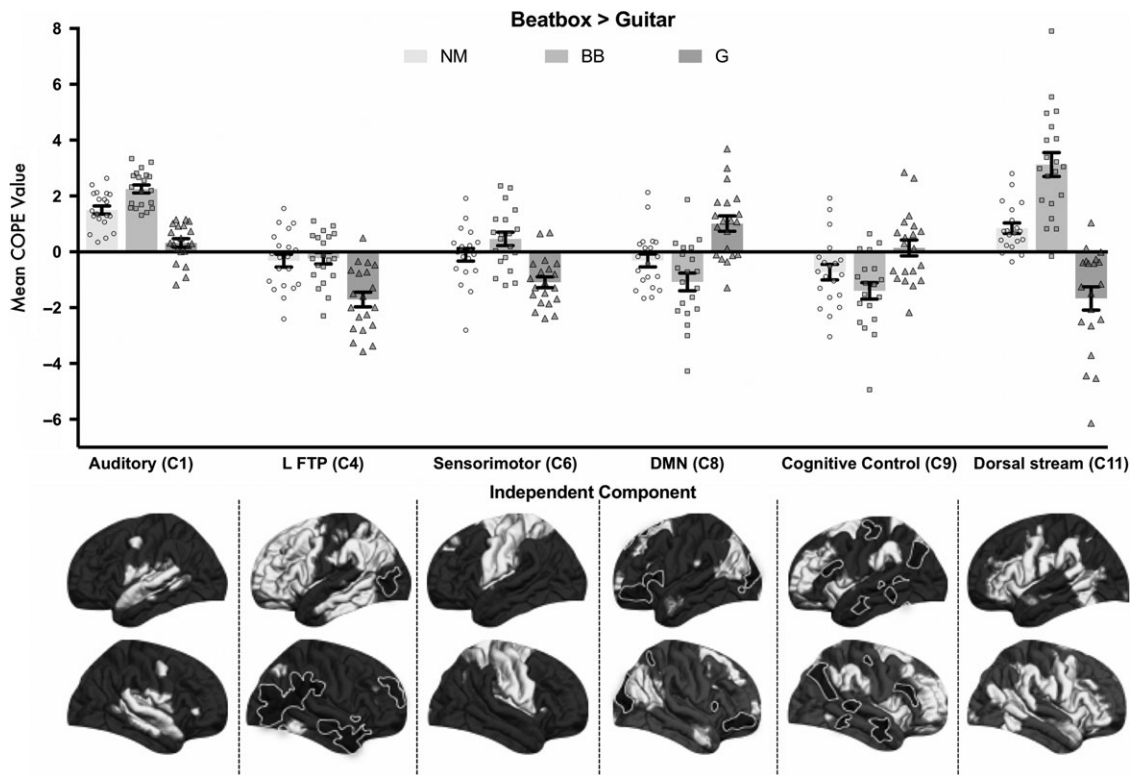 Beatbox > Guitar
NM BB G
8
6
4
2
0
−2
−4
−6
Mean COPE Value
Auditory (C1) L FTP (C4) Sensorimotor (C6) DMN (C8) Cognitive Control (C9) Dorsal stream (C11)
Independent Component